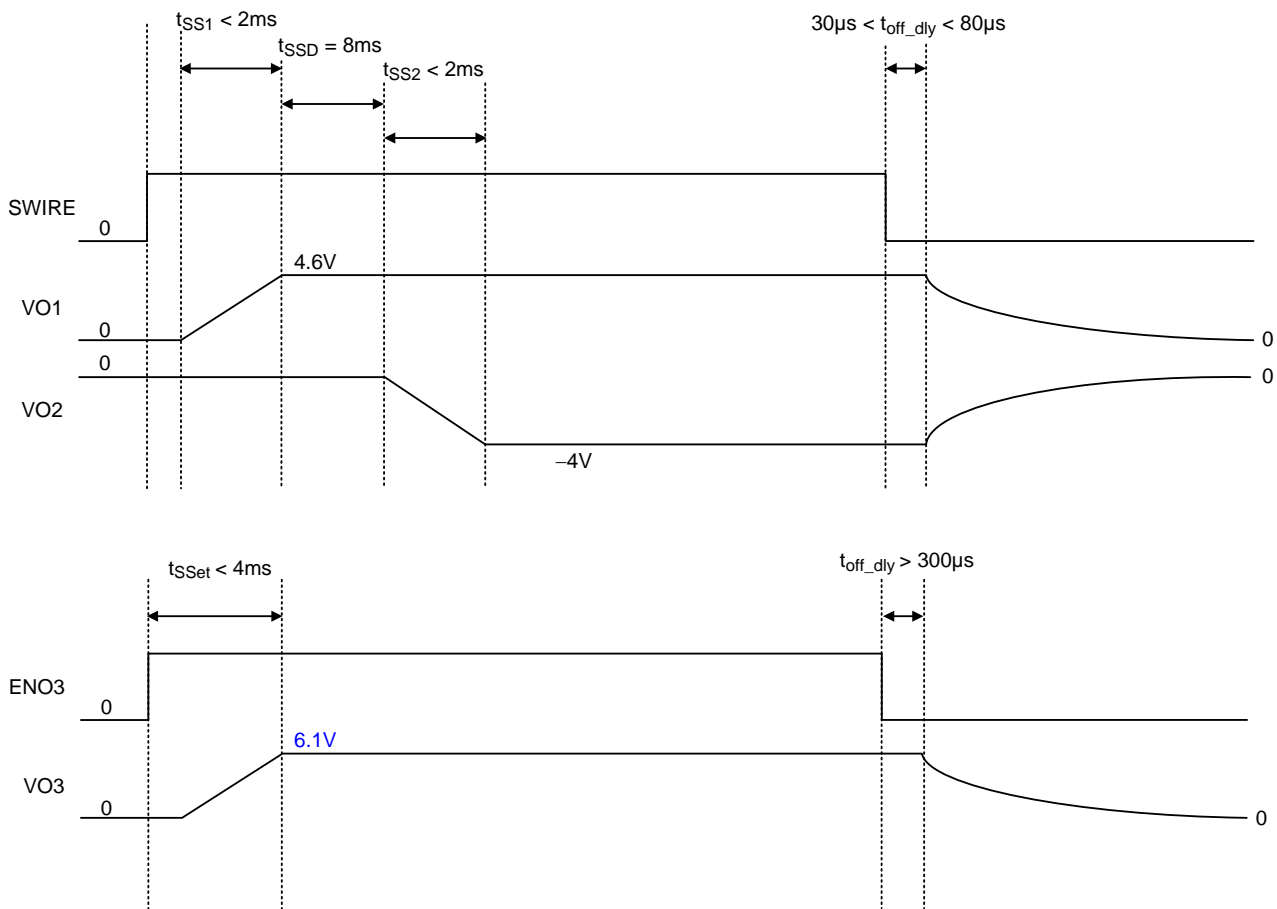 tSS1 < 2ms
30µs < toff_dly < 80µs
tSSD = 8ms
tSS2 < 2ms
SWIRE
0
4.6V
VO1
0
0
0
0
VO2
−4V
tSSet < 4ms
toff_dly > 300µs
ENO3
0
6.1V
VO3
0
0